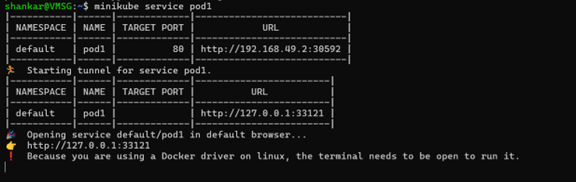 shankar@VMSG:~$ minikube service pod1
|-----------|------|-------------|---------------------------|
| NAMESPACE | NAME | TARGET PORT |            URL            |
|-----------|------|-------------|---------------------------|
| default   | pod1 |          80 | http://192.168.49.2:30592 |
|-----------|------|-------------|---------------------------|
🏃  Starting tunnel for service pod1.
|-----------|------|-------------|------------------------|
| NAMESPACE | NAME | TARGET PORT |          URL           |
|-----------|------|-------------|------------------------|
| default   | pod1 |             | http://127.0.0.1:33121 |
|-----------|------|-------------|------------------------|
🎉  Opening service default/pod1 in default browser...
👉  http://127.0.0.1:33121
❗  Because you are using a Docker driver on linux, the terminal needs to be open to run it.